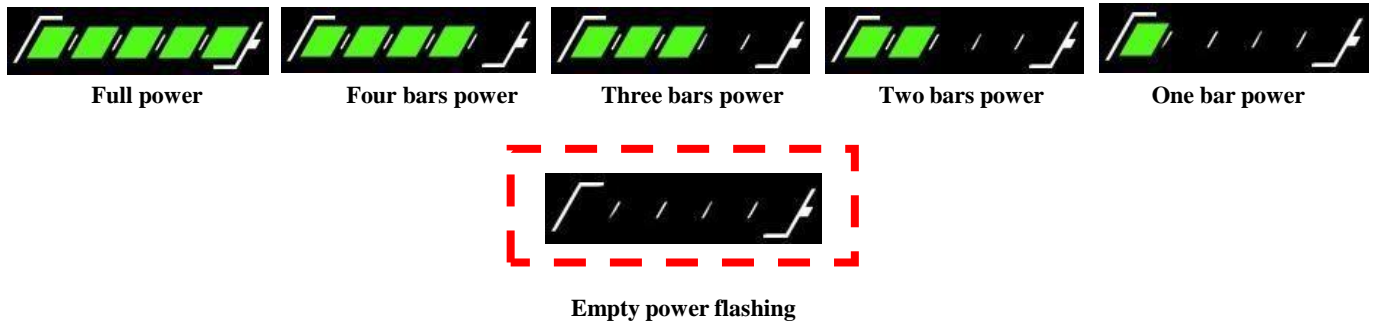 Full power
Four bars power
Three bars power
Two bars power
One bar power
Empty power flashing